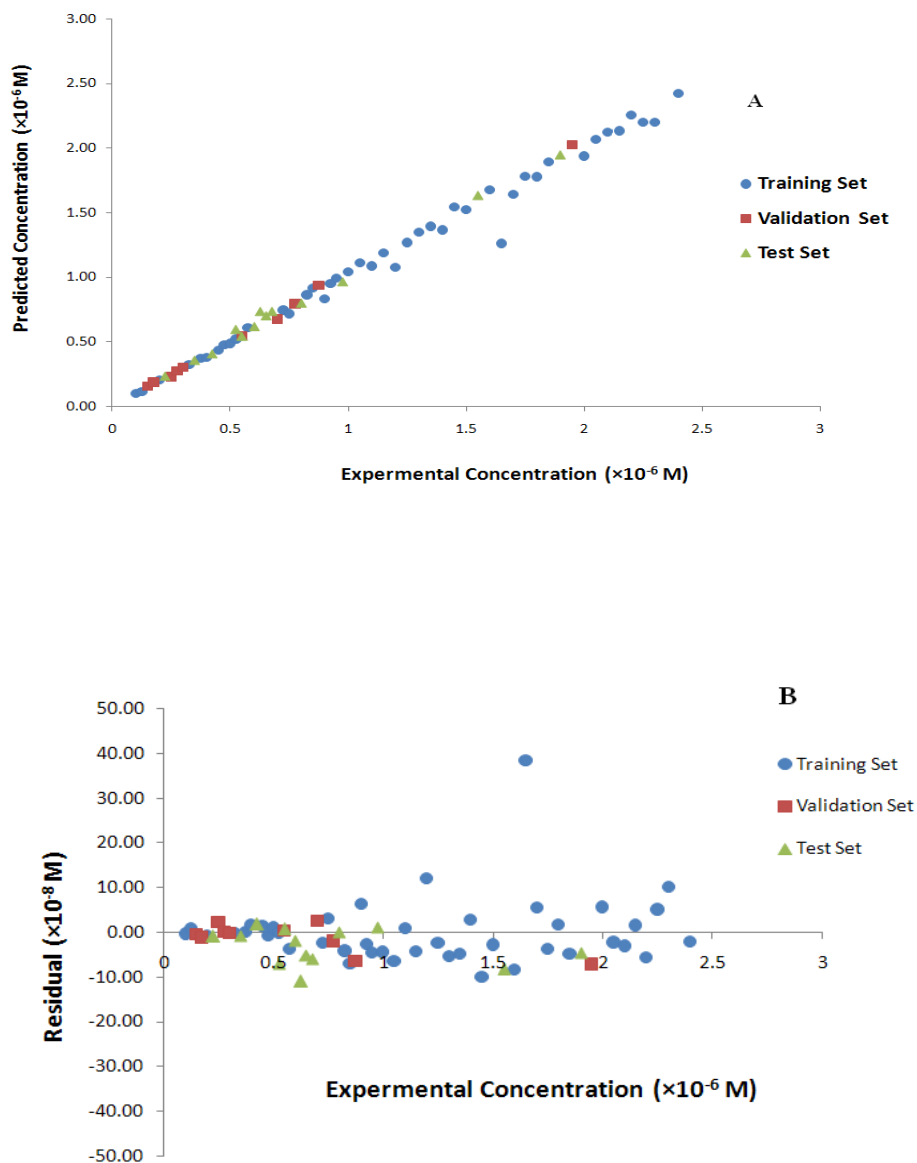 3.00
2.50
A
2.00
Training Set
1.50
Validation Set
Test Set
1.00
0.50
0.00
0 0.5 1 1.5 2 2.5 3
Predicted Concentration (×10⁻⁶ M)
Expermental Concentration (×10⁻⁶ M)
B
50.00
40.00
Training Set
30.00
Validation Set
20.00
Test Set
10.00
0.00
0 0.5 1 1.5 2 2.5 3
-10.00
-20.00
-30.00
Expermental Concentration (×10⁻⁶ M)
-40.00
-50.00
Residual (×10⁻⁸ M)